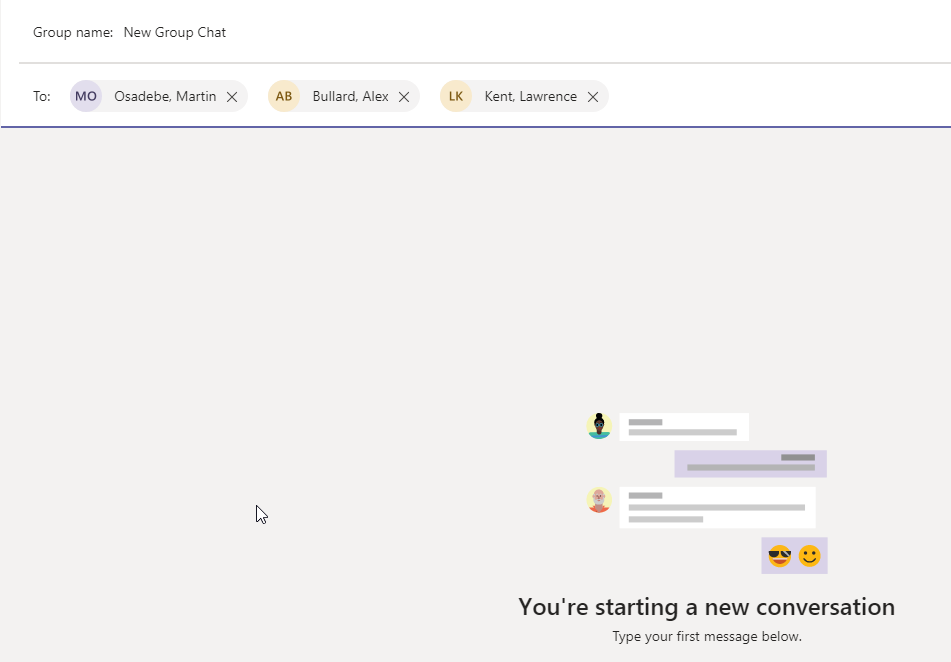 Group name: New Group Chat
To: MO Osadebe, Martin AB Bullard, Alex LK Kent, Lawrence
You're starting a new conversation
Type your first message below.